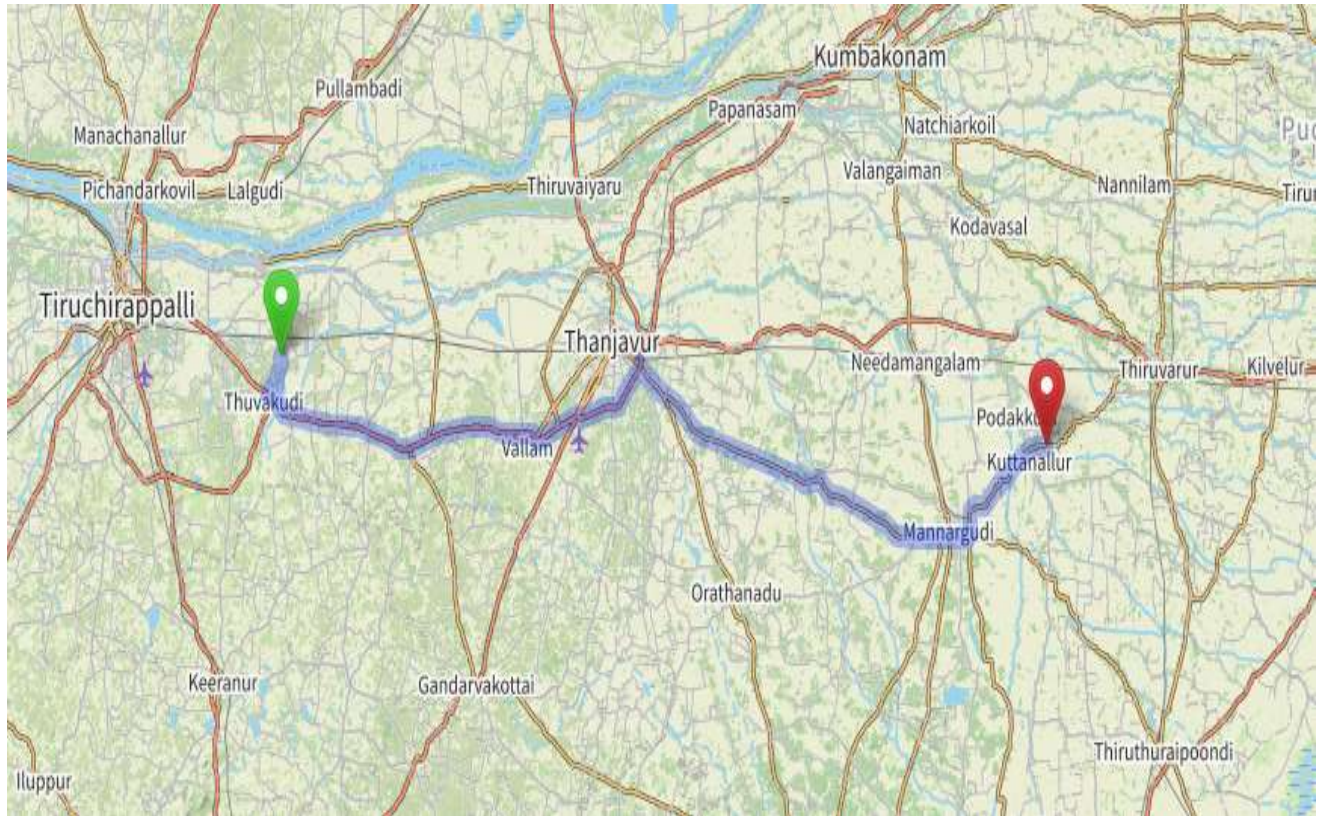 Kumbakonam
Pullambadi
Papanasam
Manachanallur
Natchiarkoil
Valangaiman
Pichandarkovil
Lalgudi
Thiruvaiyaru
Nannilam
Kodavasal
Tiruchirappalli
Thanjavur
Needamangalam
Thiruvarur
Kilvelur
Thuvakudi
Vallam
Kuttanallur
Mannargudi
Orathanadu
Keeranur
Gandarvakottai
Thiruthuraipoondi
Iluppur